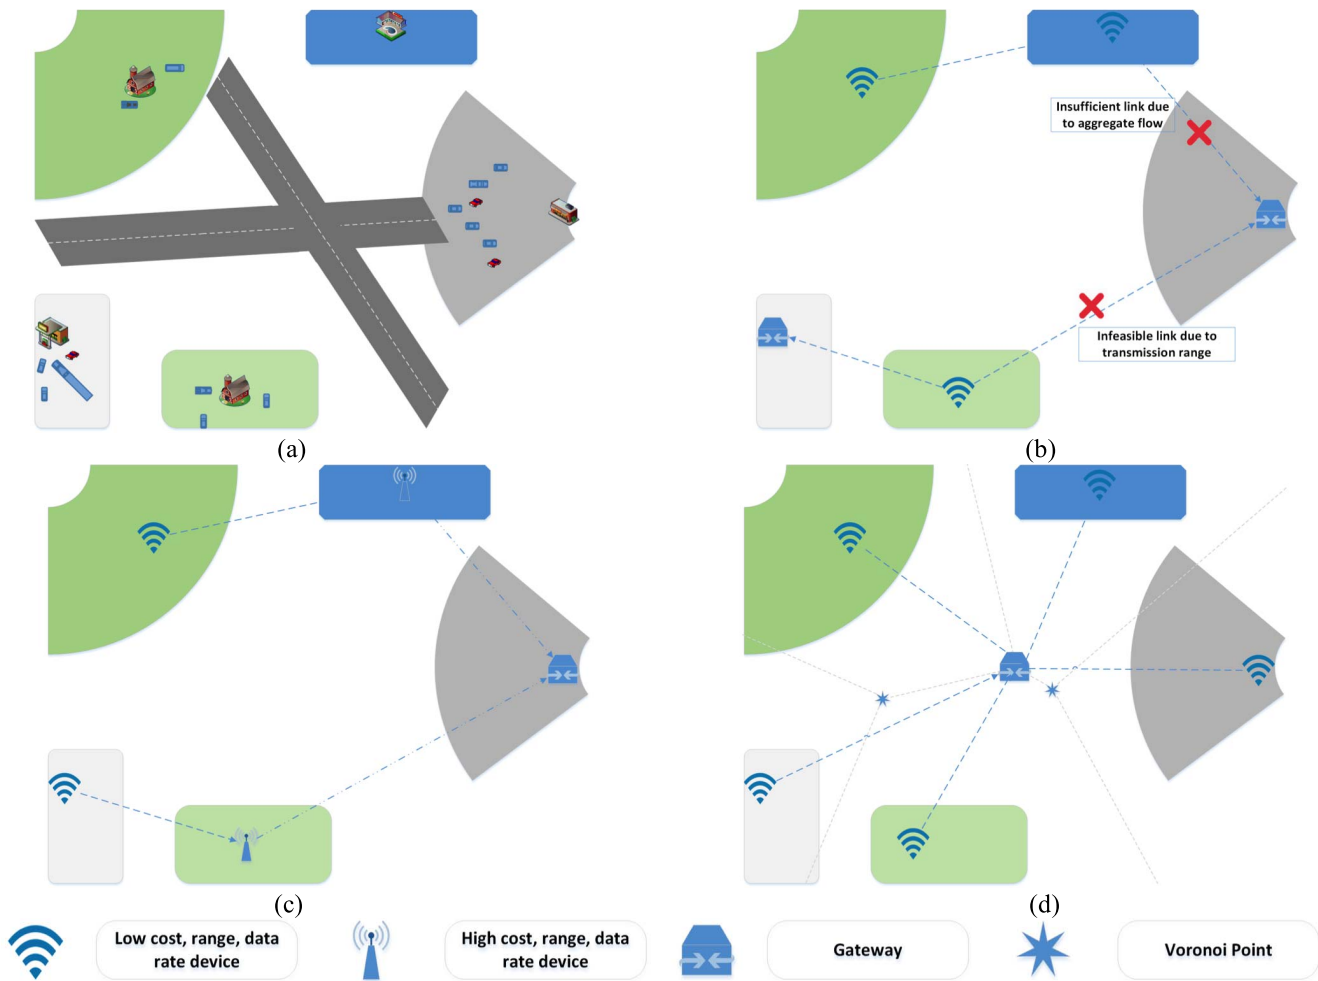 Insufficient link due
to aggregate flow
Infeasible link due to
transmission range
(a)
(b)
(c)
(d)
Low cost, range, data
rate device
High cost, range, data
rate device
Gateway
Voronoi Point